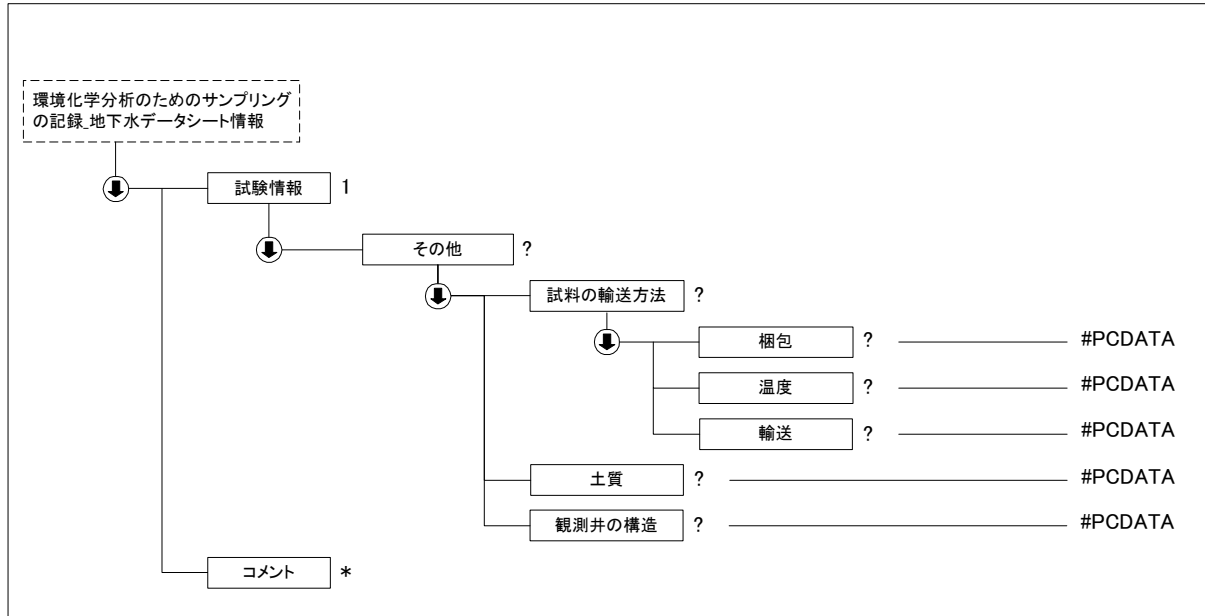 環境化学分析のためのサンプリング
の記録_地下水データシート情報
試験情報 1
その他 ?
試料の輸送方法 ?
梱包 ? #PCDATA
温度 ? #PCDATA
輸送 ? #PCDATA
土質 ? #PCDATA
観測井の構造 ? #PCDATA
コメント *